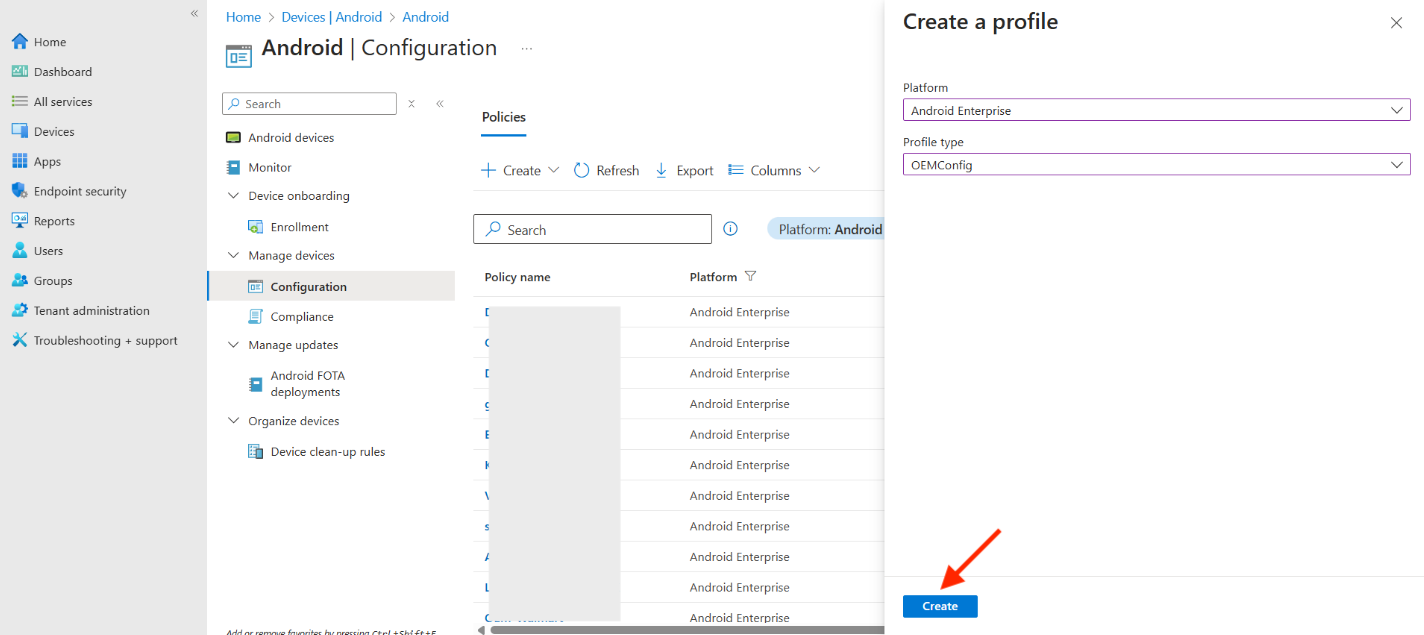 Home
Dashboard
All services
Devices
Apps
Endpoint security
Reports
Users
Groups
Tenant administration
Troubleshooting + support
Home > Devices | Android > Android
Android | Configuration ...
Search
Android devices
Monitor
Device onboarding
Enrollment
Manage devices
Configuration
Compliance
Manage updates
Android FOTA
deployments
Organize devices
Device clean-up rules
Add or remove favorites by pressing Ctrl+Shift+F
Policies
Create Refresh Export Columns
Search Platform: Android
Policy name Platform
Android Enterprise
Android Enterprise
Android Enterprise
Android Enterprise
Android Enterprise
Android Enterprise
Android Enterprise
Android Enterprise
Android Enterprise
Android Enterprise
Android Enterprise
Create a profile
Platform
Android Enterprise
Profile type
OEMConfig
Create